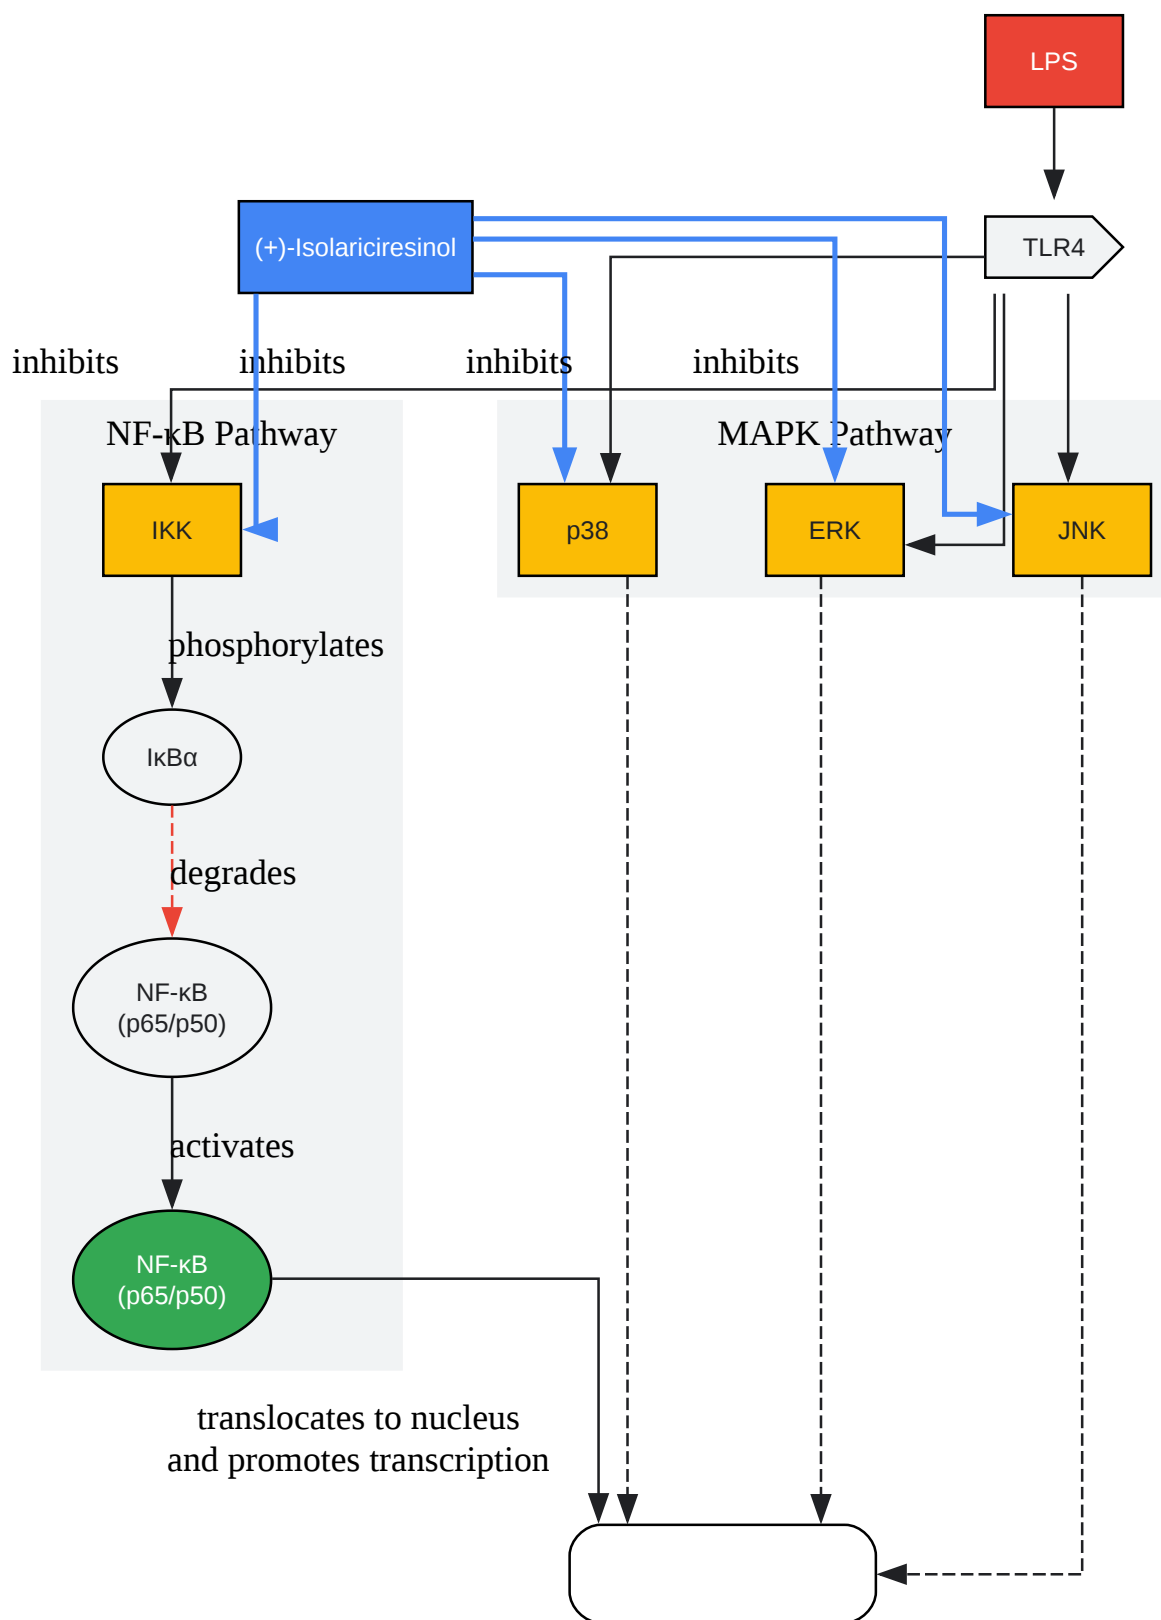 LPS
(+)-Isolariciresinol
TLR4
inhibits
inhibits
inhibits
inhibits
NF-κB Pathway
MAPK Pathway
IKK
p38
ERK
JNK
phosphorylates
IκBα
degrades
NF-κB
(p65/p50)
activates
NF-κB
(p65/p50)
translocates to nucleus
and promotes transcription